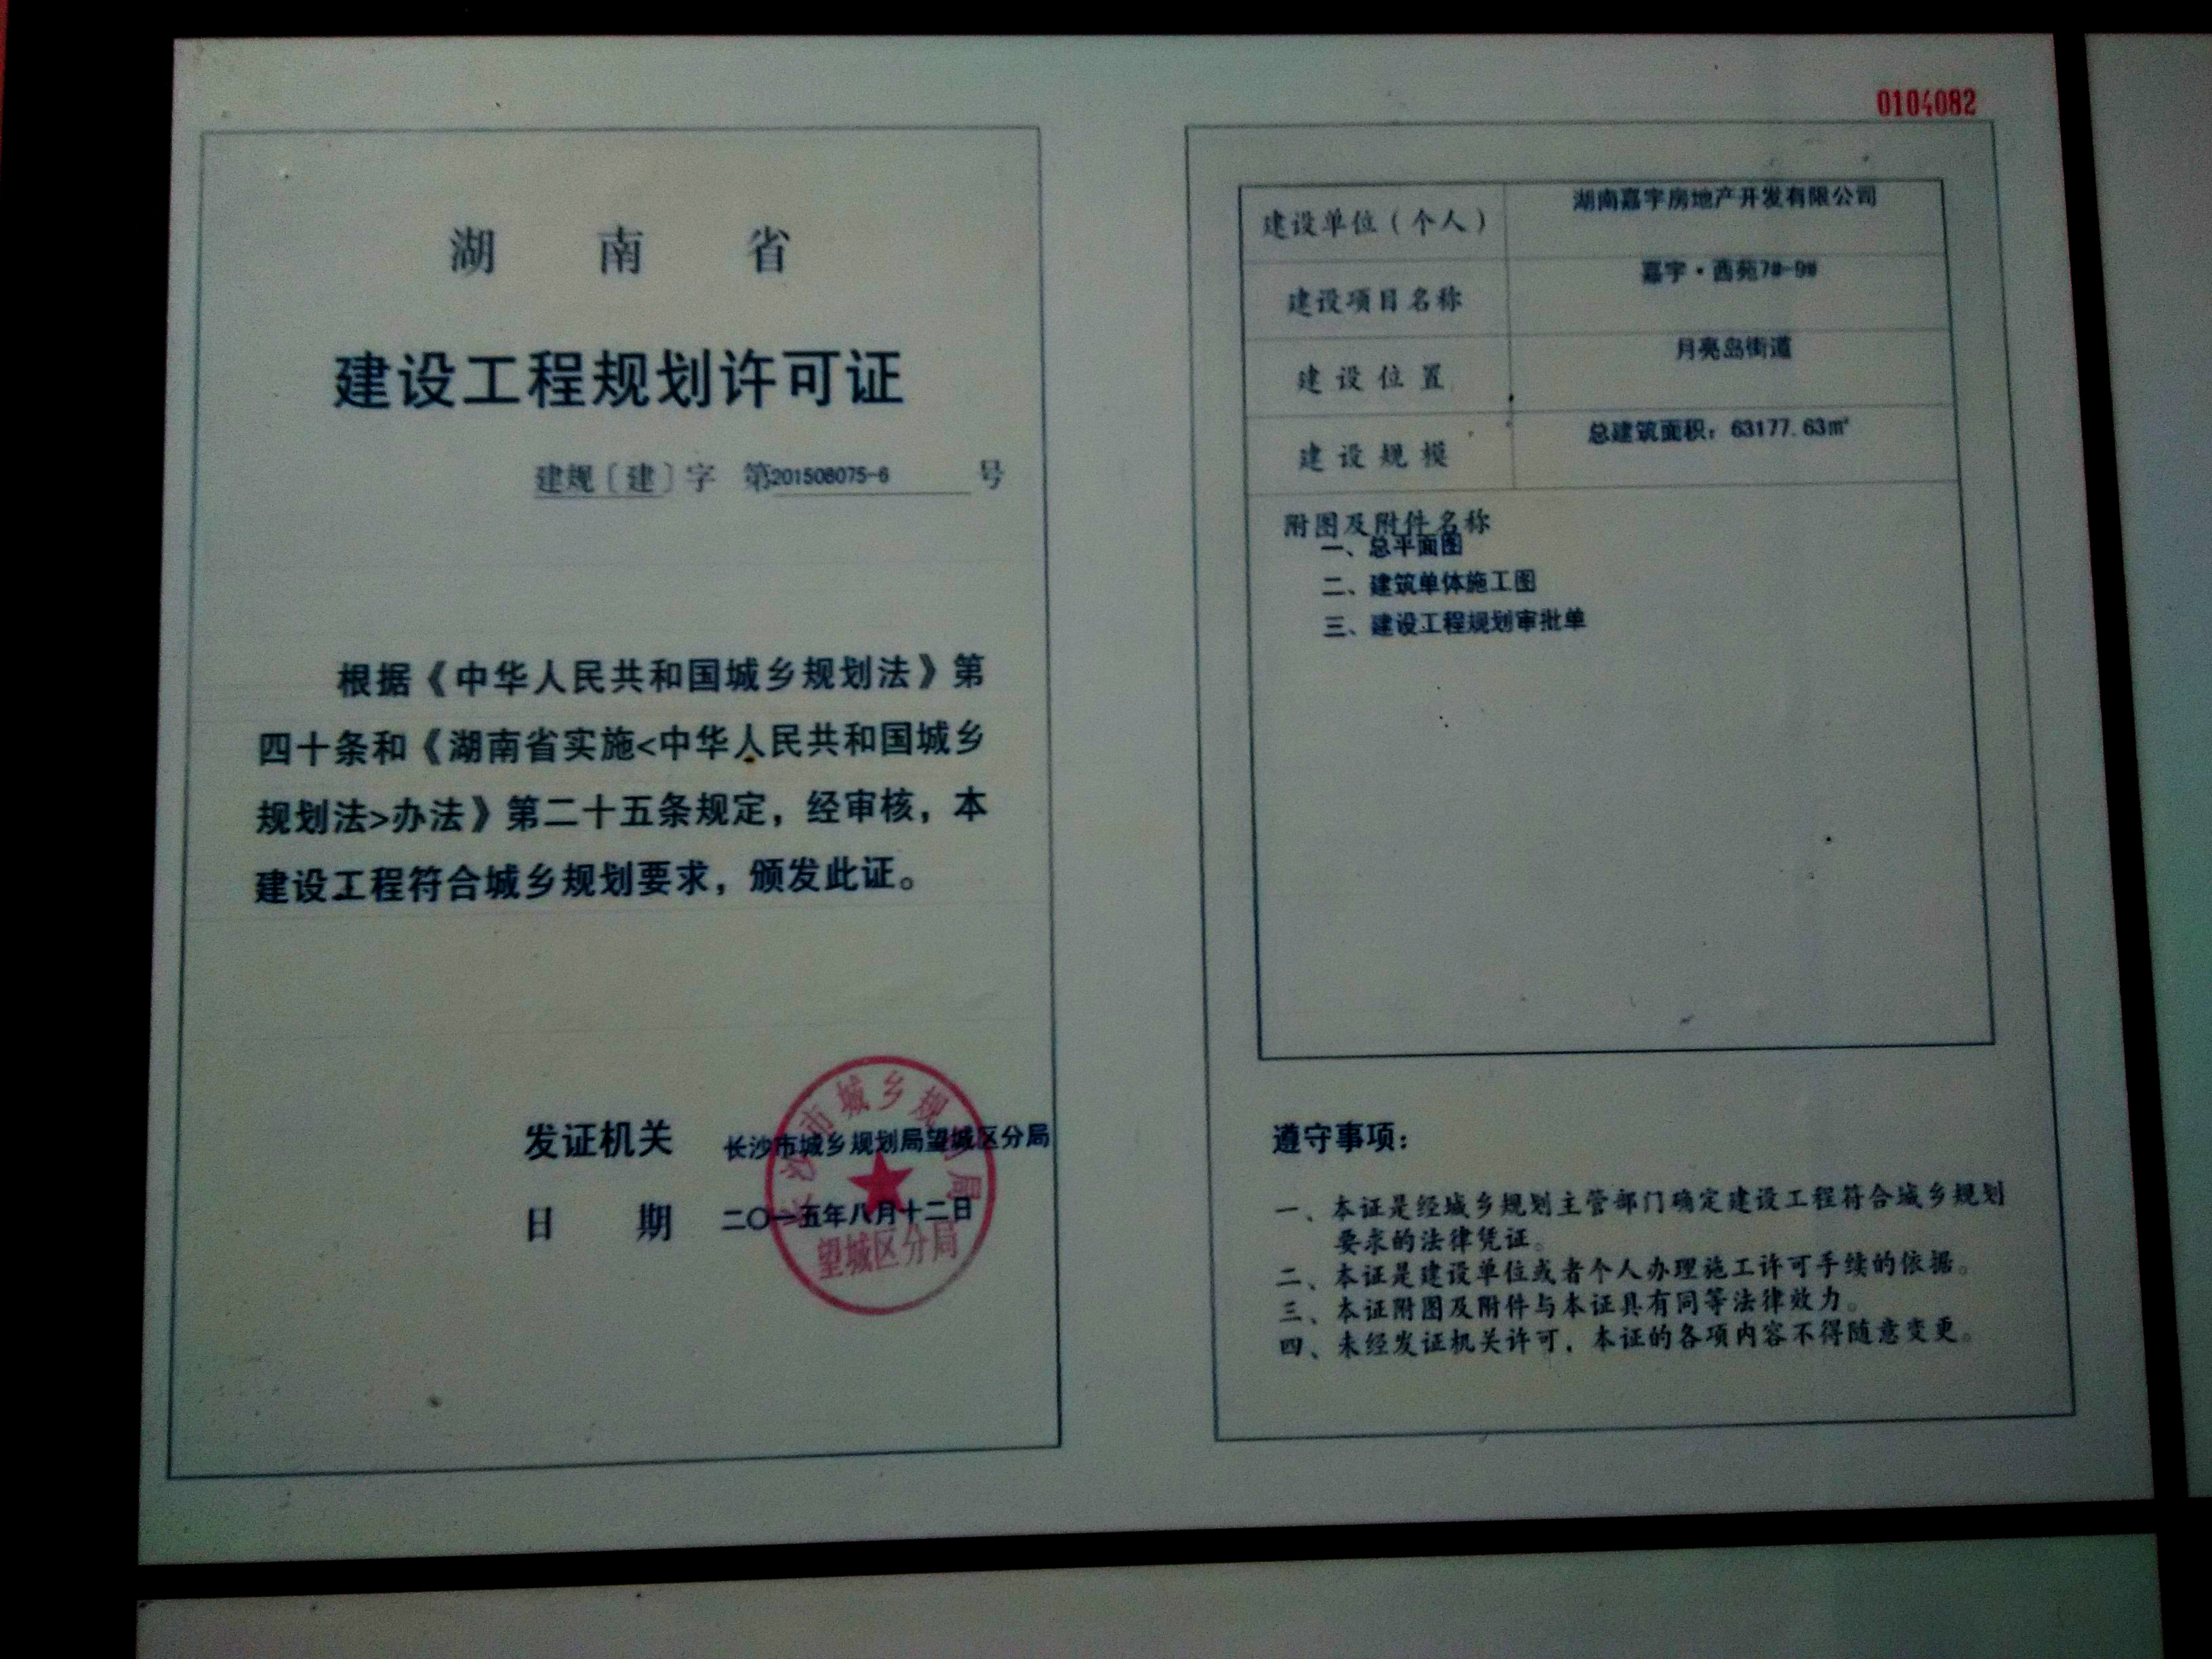 湖 南 省
建设工程规划许可证
建规〔建〕字 第201508075-6 号
根据《中华人民共和国城乡规划法》第
四十条和《湖南省实施<中华人民共和国城乡
规划法>办法》第二十五条规定，经审核，本
建设工程符合城乡规划要求，颁发此证。
发证机关 长沙市城乡规划局望城区分局
日 期 二〇一五年八月十二日
长沙市城乡规划局
望城区分局
0104082
建设单位（个人） 湖南嘉宇房地产开发有限公司
建设项目名称 嘉宇·西苑7#-9#
建设位置 月亮岛街道
建设规模 总建筑面积：63177.63㎡
附图及附件名称
一、总平面图
二、建筑单体施工图
三、建设工程规划审批单
遵守事项：
一、本证是经城乡规划主管部门确定建设工程符合城乡规划
要求的法律凭证。
二、本证是建设单位或者个人办理施工许可手续的依据。
三、本证附图及附件与本证具有同等法律效力。
四、未经发证机关许可，本证的各项内容不得随意变更。